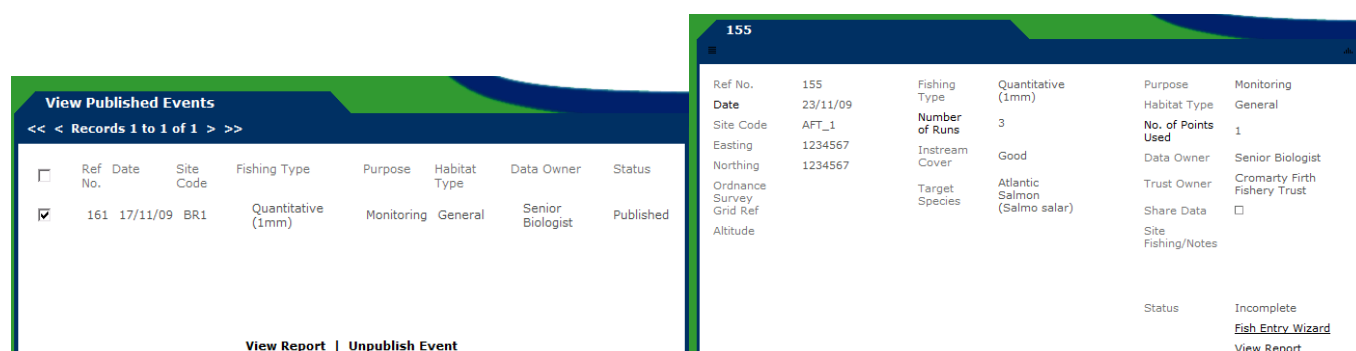 View Published Events
<< < Records 1 to 1 of 1 > >>
Ref No. Date Site Code Fishing Type Purpose Habitat Type Data Owner Status
161 17/11/09 BR1 Quantitative (1mm) Monitoring General Senior Biologist Published
View Report | Unpublish Event
155
Ref No. 155
Date 23/11/09
Site Code AFT_1
Easting 1234567
Northing 1234567
Ordnance Survey Grid Ref
Altitude
Fishing Type Quantitative (1mm)
Number of Runs 3
Instream Cover Good
Target Species Atlantic Salmon (Salmo salar)
Purpose Monitoring
Habitat Type General
No. of Points Used 1
Data Owner Senior Biologist
Trust Owner Cromarty Firth Fishery Trust
Share Data
Site Fishing/Notes
Status Incomplete
Fish Entry Wizard
View Report